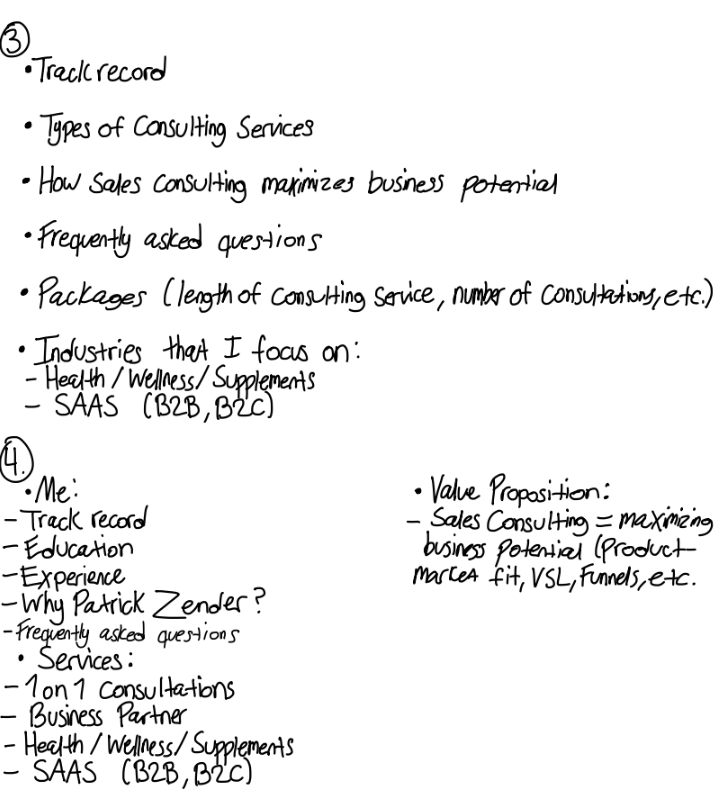 3
• Track record
• Types of Consulting Services
• How Sales Consulting maximizes business potential
• Frequently asked questions
• Packages (length of consulting service, number of Consultations, etc.)
• Industries that I focus on:
- Health / Wellness / Supplements
- SAAS (B2B, B2C)
4.
• Me:
- Track record
- Education
- Experience
- Why Patrick Zender?
- Frequently asked questions
• Services:
- 1 on 1 Consultations
- Business Partner
- Health / Wellness / Supplements
- SAAS (B2B, B2C)
• Value Proposition:
- Sales Consulting = maximizing
business potential (Product
market fit, VSL, Funnels, etc.